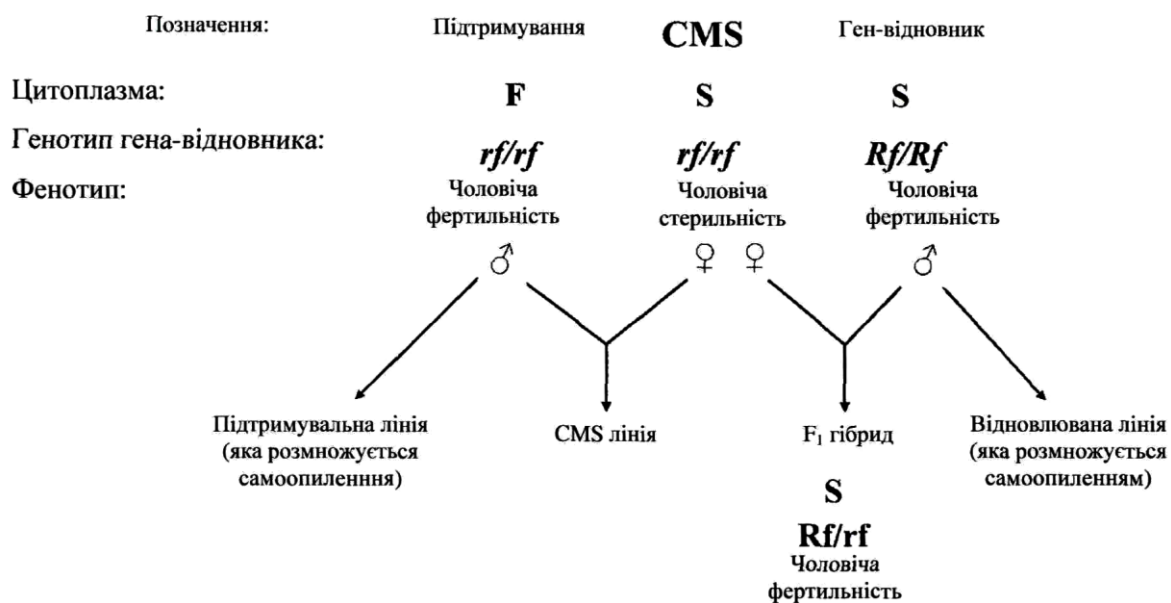 Позначення: Підтримування CMS Ген-відновник
Цитоплазма: F S S
Генотип гена-відновника: rf/rf rf/rf Rf/Rf
Фенотип: Чоловіча фертильність Чоловіча стерильність Чоловіча фертильність
♂ ♀ ♀ ♂
Підтримувальна лінія
(яка розмножується
самоопиленння)
CMS лінія
F₁ гібрид
Відновлювана лінія
(яка розмножується
самоопиленням)
S
Rf/rf
Чоловіча
фертильність